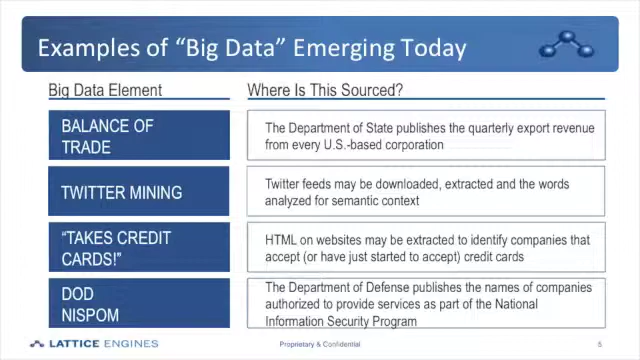 Examples of “Big Data” Emerging Today
Big Data Element
Where Is This Sourced?
BALANCE OF
TRADE
The Department of State publishes the quarterly export revenue
from every U.S.-based corporation
TWITTER MINING
Twitter feeds may be downloaded, extracted and the words
analyzed for semantic context
“TAKES CREDIT
CARDS!”
HTML on websites may be extracted to identify companies that
accept (or have just started to accept) credit cards
DOD
NISPOM
The Department of Defense publishes the names of companies
authorized to provide services as part of the National
Information Security Program
LATTICE ENGINES
Proprietary & Confidential
5